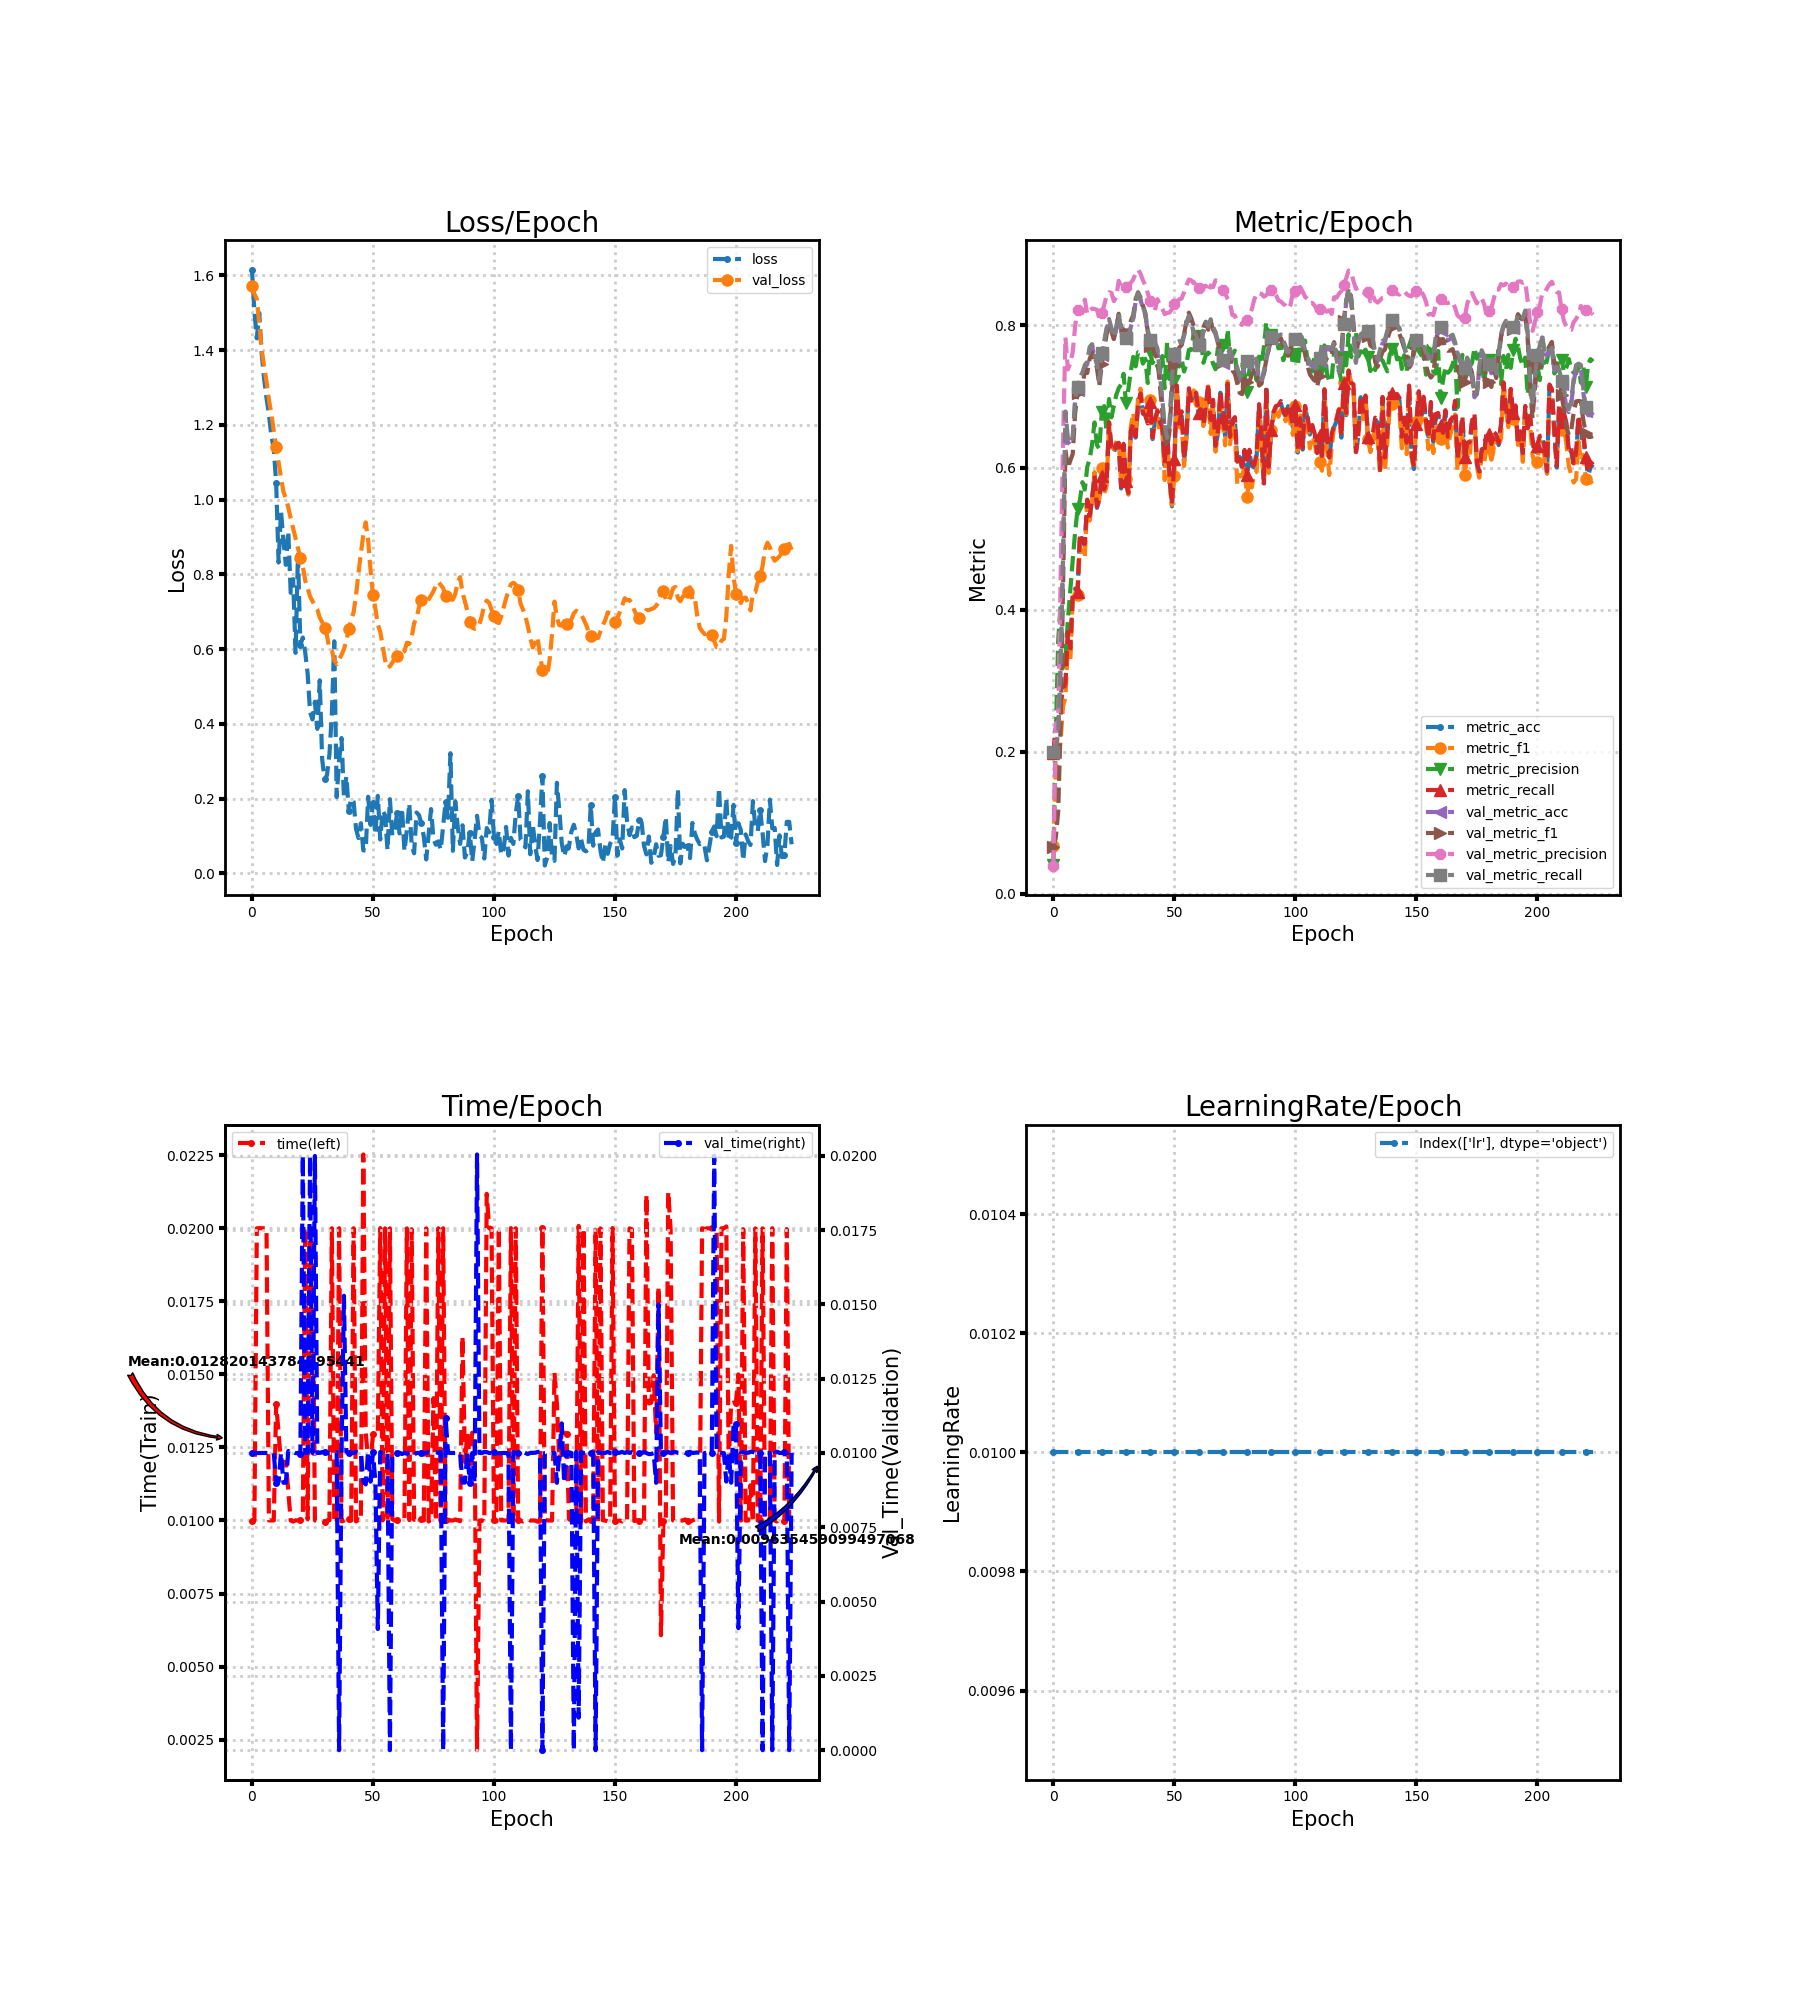 Loss/Epoch
1.6
1.4
1.2
1.0
0.8
0.6
0.4
0.2
0.0
Loss
loss
val_loss
0 50 100 150 200
Epoch
Metric/Epoch
0.8
0.6
0.4
0.2
0.0
Metric
metric_acc
metric_f1
metric_precision
metric_recall
val_metric_acc
val_metric_f1
val_metric_precision
val_metric_recall
0 50 100 150 200
Epoch
Time/Epoch
time(left)
val_time(right)
0.0225
0.0200
0.0175
0.0150
0.0125
0.0100
0.0075
0.0050
0.0025
Time(Train)
0.0200
0.0175
0.0150
0.0125
0.0100
0.0075
0.0050
0.0025
0.0000
Val_Time(Validation)
0 50 100 150 200
Epoch
LearningRate/Epoch
Index(['lr'], dtype='object')
0.0104
0.0102
0.0100
0.0098
0.0096
LearningRate
0 50 100 150 200
Epoch